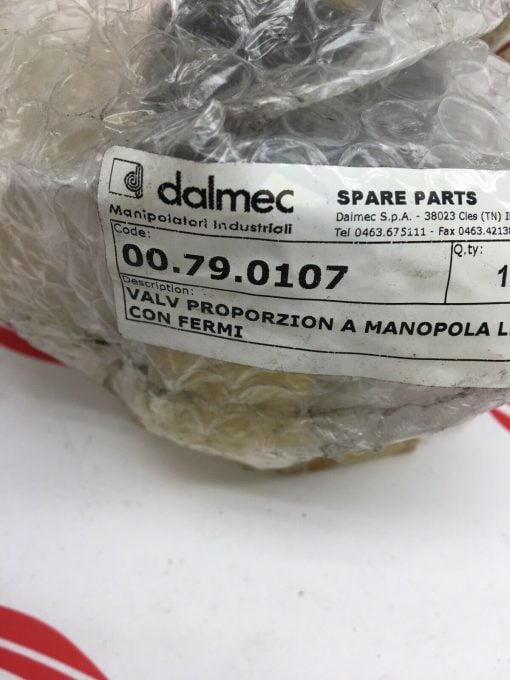 dalmec
Manipolatori Industriali
SPARE PARTS
Dalmec S.p.A. - 38023 Cles (TN) I
Tel 0463.675111 - Fax 0463.4213
Code:
00.79.0107
Q.ty:
1
Description:
VALV PROPORZION A MANOPOLA L
CON FERMI